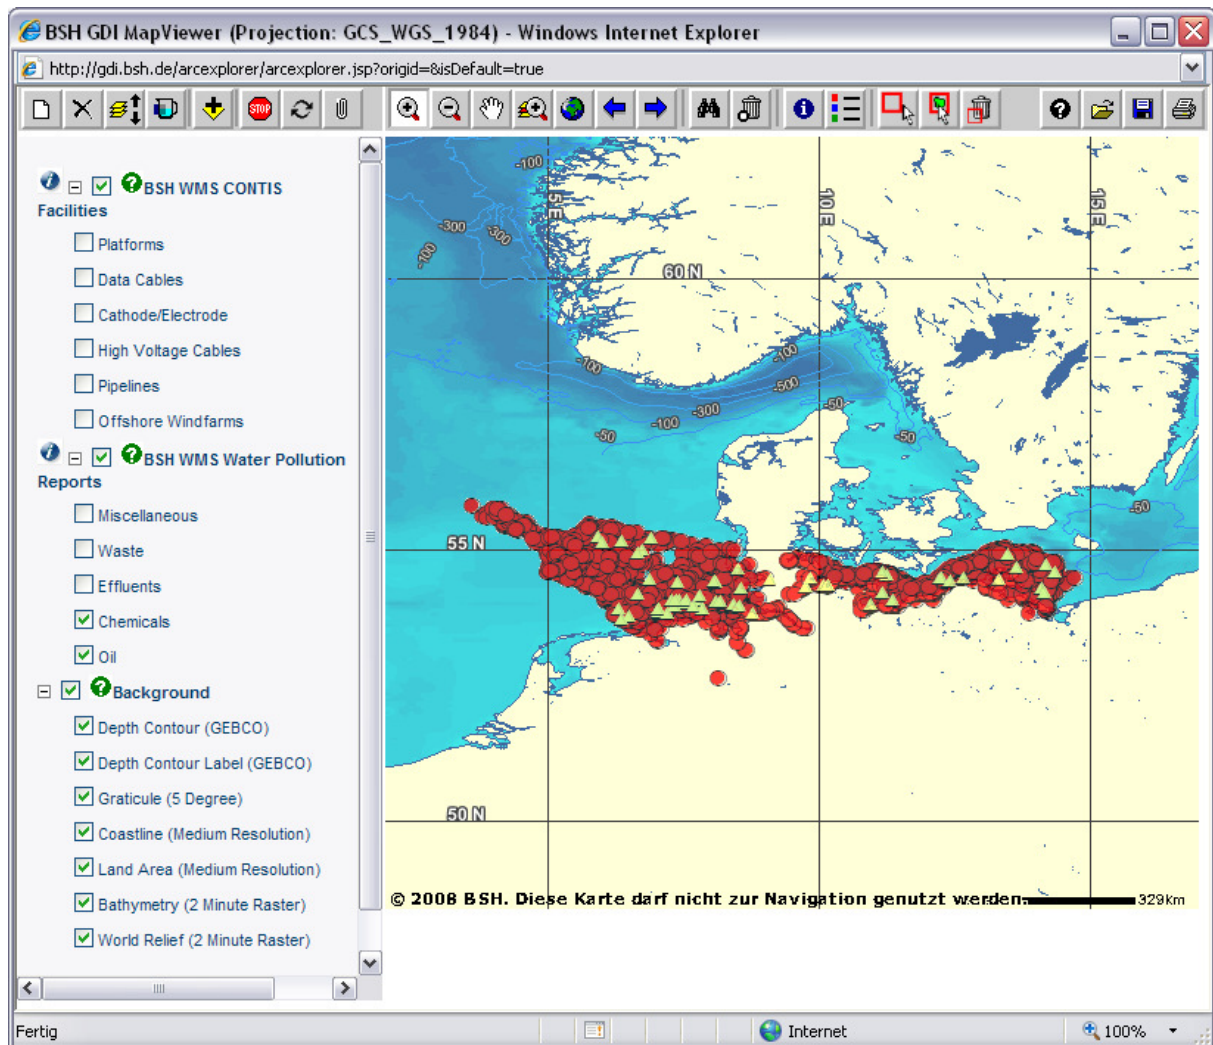 BSH GDI MapViewer (Projection: GCS_WGS_1984) - Windows Internet Explorer
http://gdi.bsh.de/arcexplorer/arcexplorer.jsp?origid=&isDefault=true
STOP
BSH WMS CONTIS
Facilities
Platforms
Data Cables
Cathode/Electrode
High Voltage Cables
Pipelines
Offshore Windfarms
BSH WMS Water Pollution
Reports
Miscellaneous
Waste
Effluents
Chemicals
Oil
Background
Depth Contour (GEBCO)
Depth Contour Label (GEBCO)
Graticule (5 Degree)
Coastline (Medium Resolution)
Land Area (Medium Resolution)
Bathymetry (2 Minute Raster)
World Relief (2 Minute Raster)
-100
5 E
10 E
15 E
-300
-300
-100
60 N
-100
-100
-500
-300
-100
-50
-50
-50
-50
55 N
50 N
© 2008 BSH. Diese Karte darf nicht zur Navigation genutzt werden.
329km
Fertig
Internet
100%